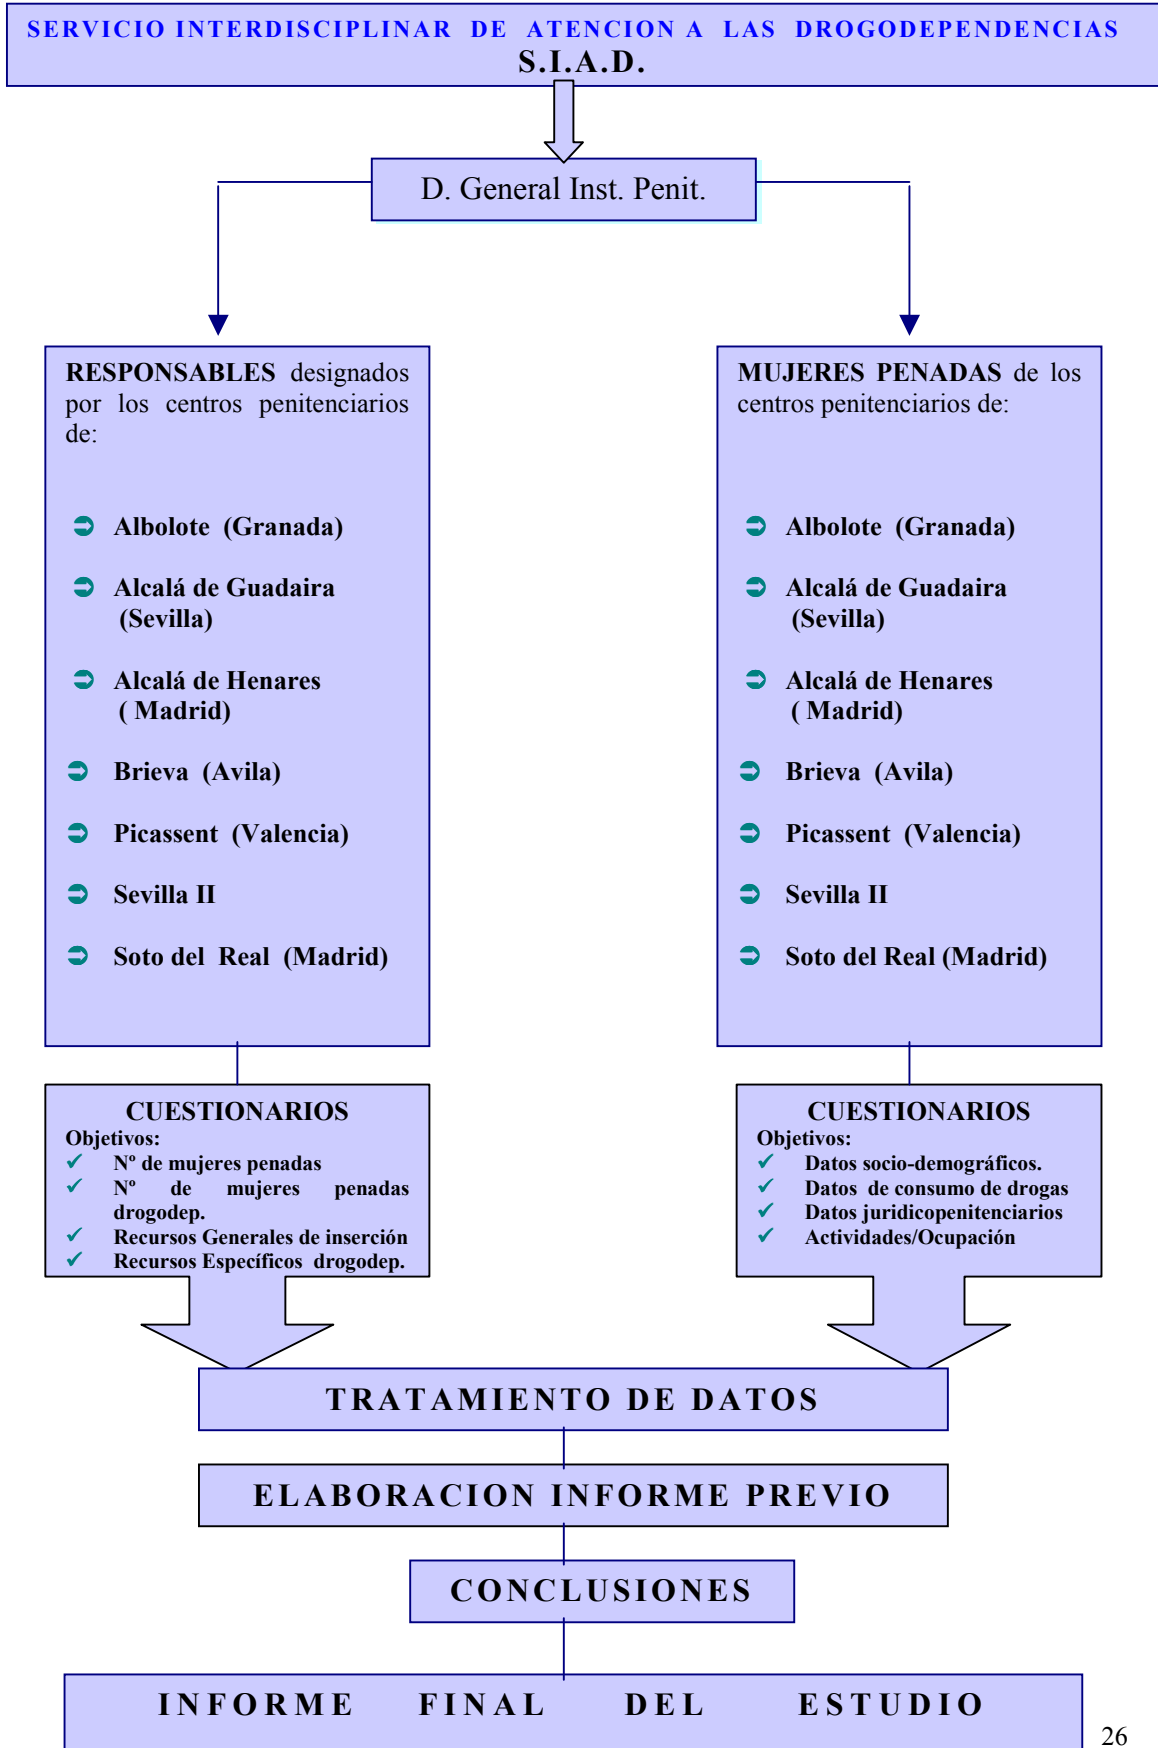 SERVICIO INTERDISCIPLINAR DE ATENCION A LAS DROGODEPENDENCIAS
S.I.A.D.
D. General Inst. Penit.
RESPONSABLES designados
por los centros penitenciarios
de:
Albolote (Granada)
Alcalá de Guadaira
(Sevilla)
Alcalá de Henares
( Madrid)
Brieva (Avila)
Picassent (Valencia)
Sevilla II
Soto del Real (Madrid)
MUJERES PENADAS de los
centros penitenciarios de:
Albolote (Granada)
Alcalá de Guadaira
(Sevilla)
Alcalá de Henares
( Madrid)
Brieva (Avila)
Picassent (Valencia)
Sevilla II
Soto del Real (Madrid)
CUESTIONARIOS
Objetivos:
Nº de mujeres penadas
Nº de mujeres penadas
drogodep.
Recursos Generales de inserción
Recursos Específicos drogodep.
CUESTIONARIOS
Objetivos:
Datos socio-demográficos.
Datos de consumo de drogas
Datos juridicopenitenciarios
Actividades/Ocupación
TRATAMIENTO DE DATOS
ELABORACION INFORME PREVIO
CONCLUSIONES
INFORME FINAL DEL ESTUDIO
26